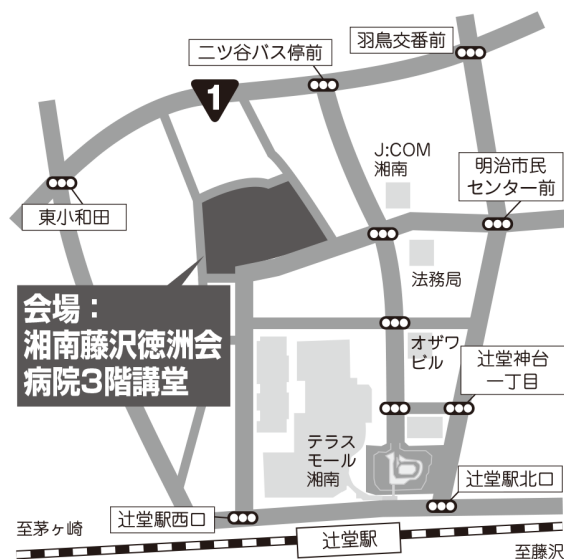 羽鳥交番前
二ツ谷バス停前
1
J:COM
湘南
明治市民
センター前
東小和田
法務局
会場：
湘南藤沢徳洲会
病院3階講堂
オザワ
ビル
辻堂神台
一丁目
テラス
モール
湘南
辻堂駅北口
辻堂駅西口
至茅ヶ崎
辻堂駅
至藤沢